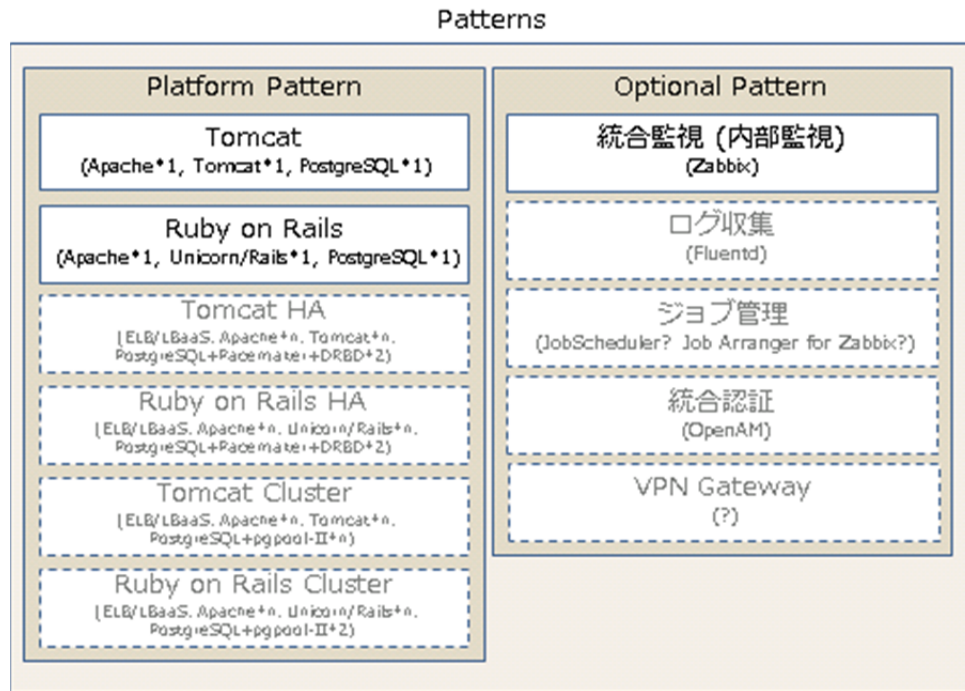 Patterns
Platform Pattern
Tomcat
(Apache*1, Tomcat*1, PostgreSQL*1)
Ruby on Rails
(Apache*1, Unicorn/Rails*1, PostgreSQL*1)
Tomcat HA
(ELB/LBaaS, Apache*n, Tomcat*n,
PostgreSQL+Pacemaker+DRBD*2)
Ruby on Rails HA
(ELB/LBaaS, Apache*n, Unicorn/Rails*n,
PostgreSQL+Pacemaker+DRBD*2)
Tomcat Cluster
(ELB/LBaaS, Apache*n, Tomcat*n,
PostgreSQL+pgpool-II*n)
Ruby on Rails Cluster
(ELB/LBaaS, Apache*n, Unicorn/Rails*n,
PostgreSQL+pgpool-II*2)
Optional Pattern
統合監視 (内部監視)
(Zabbix)
ログ収集
(Fluentd)
ジョブ管理
(JobScheduler? Job Arranger for Zabbix?)
統合認証
(OpenAM)
VPN Gateway
(?)